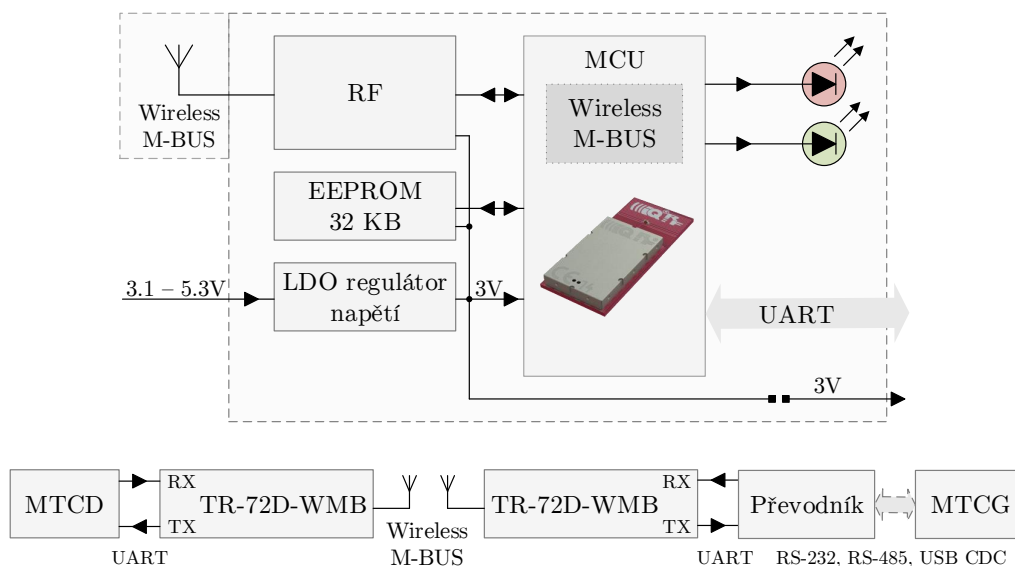 Wireless
M-BUS
RF
MCU
Wireless
M-BUS
EEPROM
32 KB
3.1 – 5.3V
LDO regulátor
napětí
3V
UART
3V
MTCD
RX
TX
TR-72D-WMB
UART
Wireless
M-BUS
TR-72D-WMB
RX
TX
UART
Převodník
RS-232, RS-485, USB CDC
MTCG